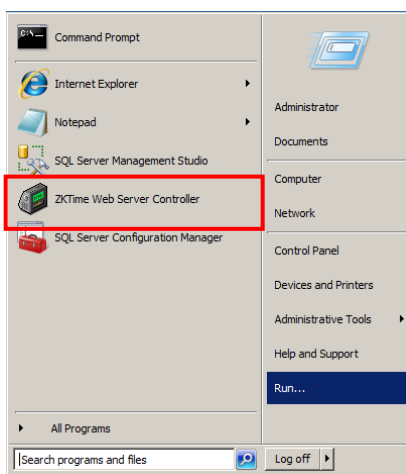 Command Prompt
Internet Explorer
Notepad
SQL Server Management Studio
ZKTime Web Server Controller
SQL Server Configuration Manager
All Programs
Search programs and files
Administrator
Documents
Computer
Network
Control Panel
Devices and Printers
Administrative Tools
Help and Support
Run...
Log off